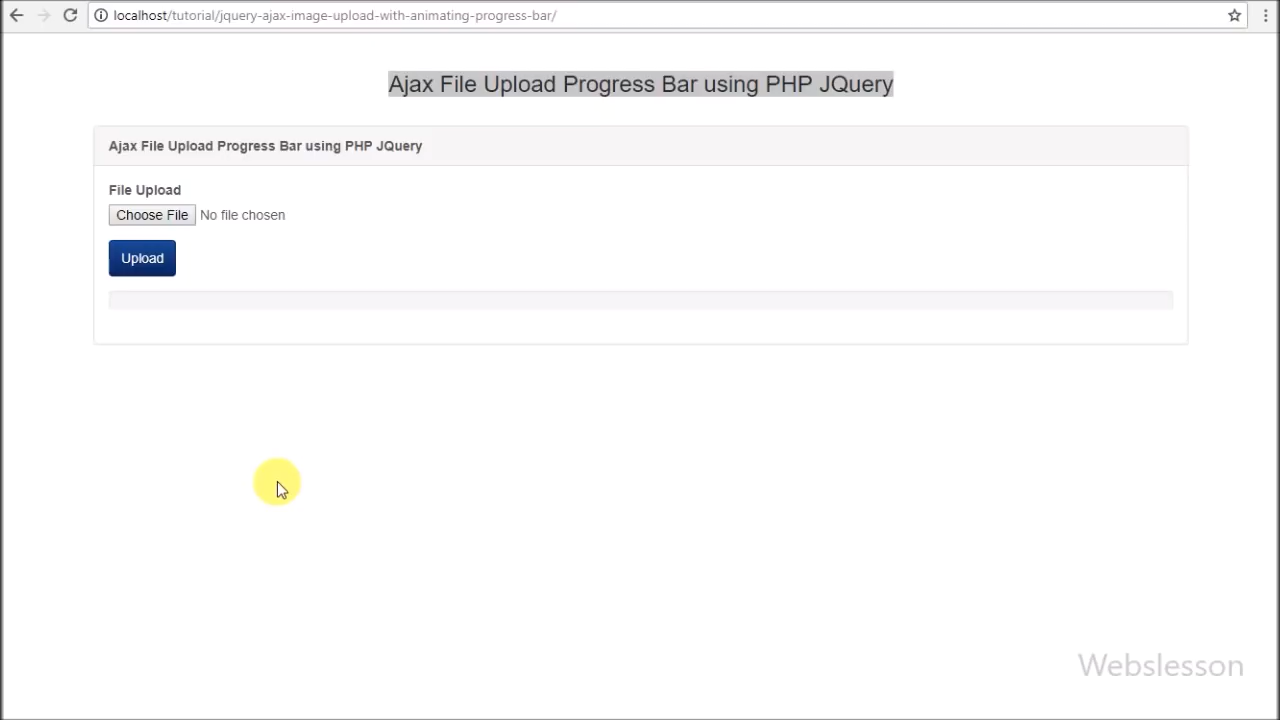 localhost/tutorial/jquery-ajax-image-upload-with-animating-progress-bar/
Ajax File Upload Progress Bar using PHP JQuery
Ajax File Upload Progress Bar using PHP JQuery
File Upload
Choose File No file chosen
Upload
Webslesson